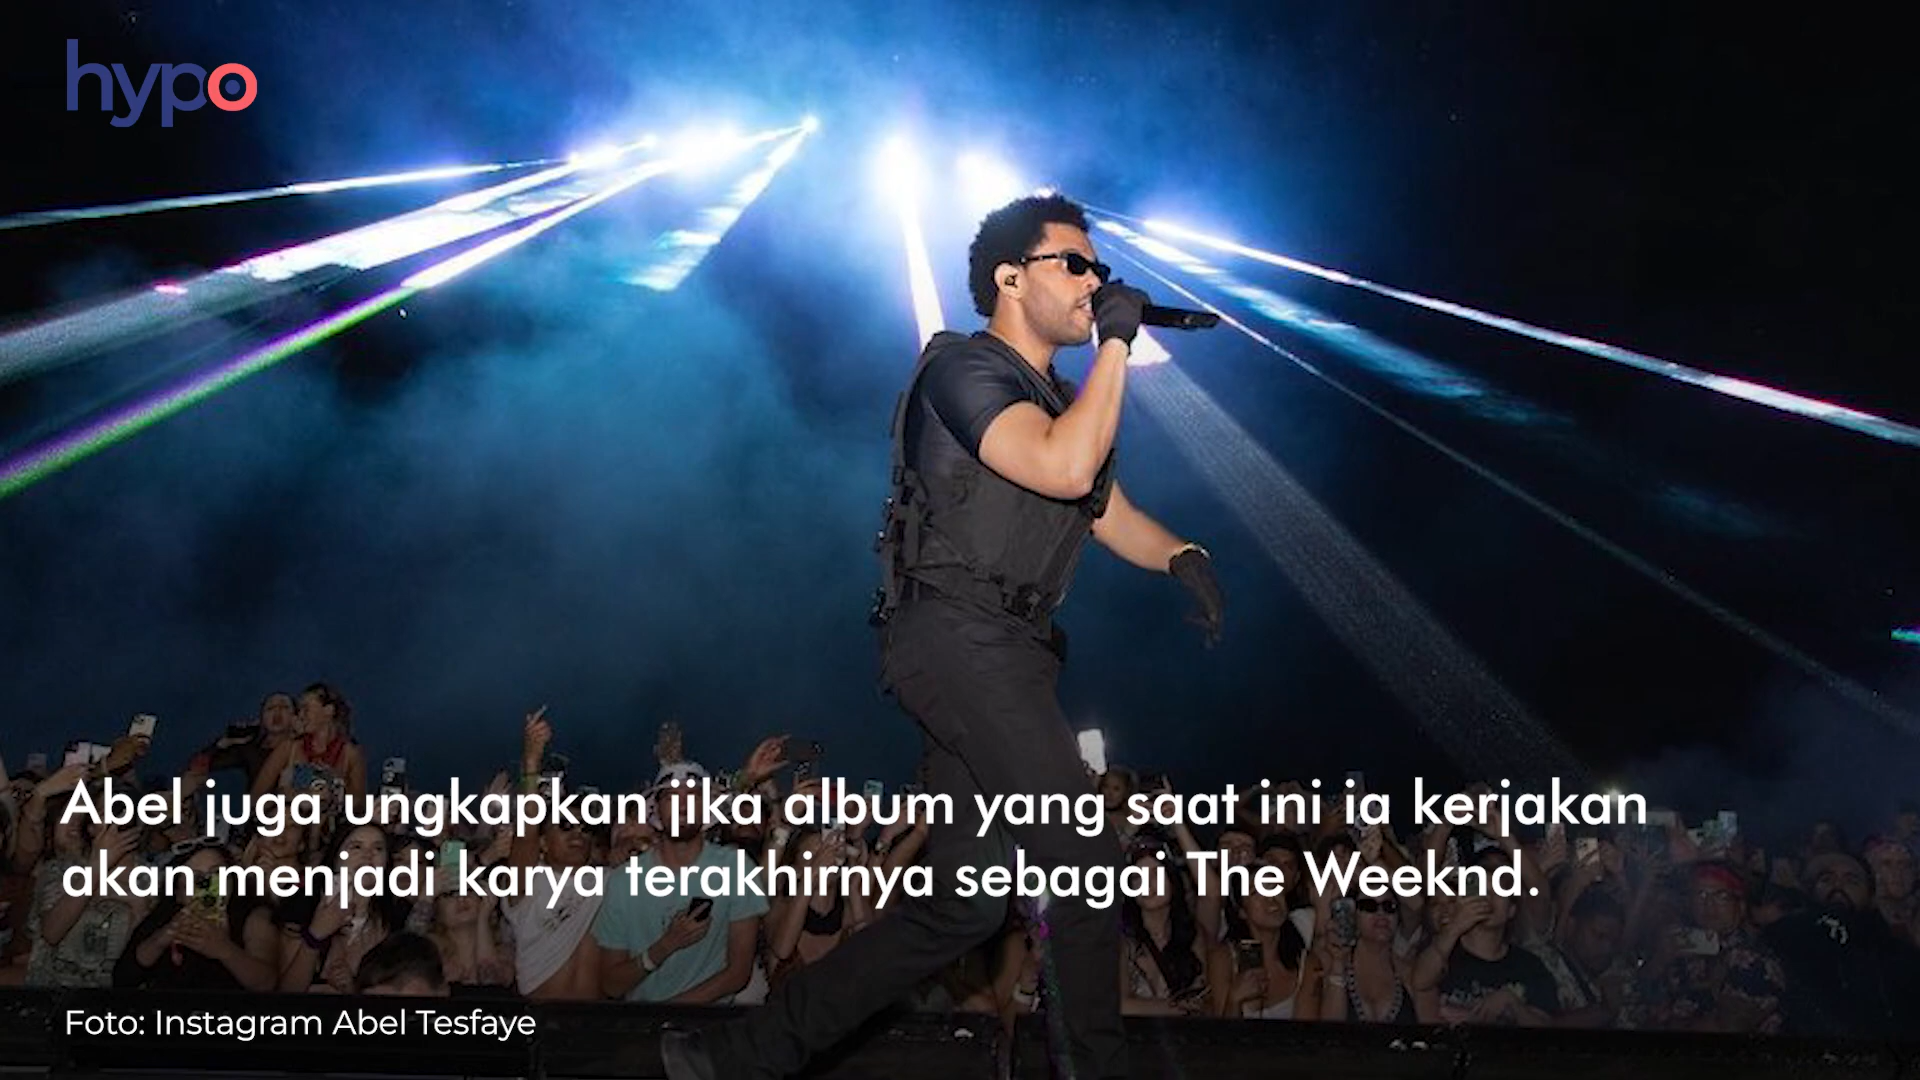 hypo
Abel juga ungkapkan jika album yang saat ini ia kerjakan
akan menjadi karya terakhirnya sebagai The Weeknd.
Foto: Instagram Abel Tesfaye